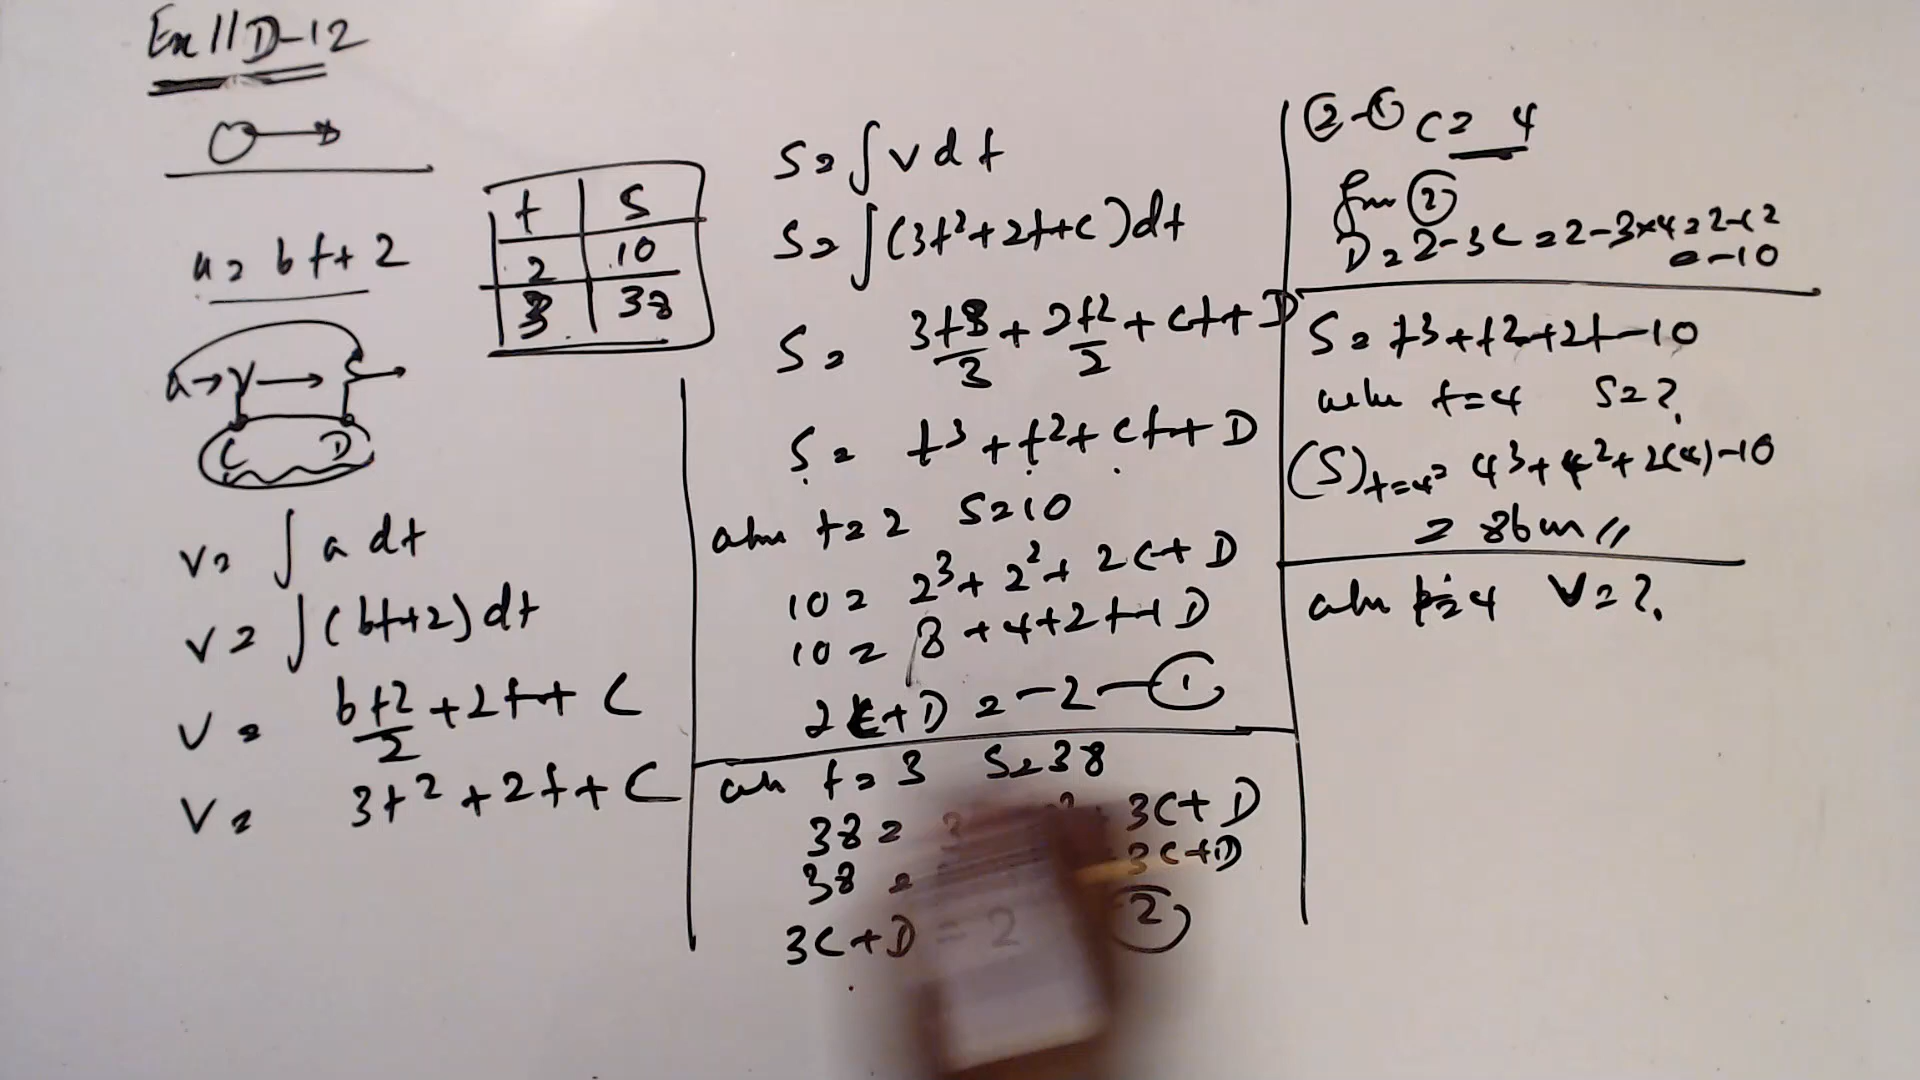 Ex 11D-12
a = 6t+2
a → V → S →
C D
v = ∫ a dt
v = ∫ (6t+2) dt
v = 6t2/2 + 2t + C
v = 3t² + 2t + C
t S
2 10
3 38
S = ∫ v dt
S = ∫ (3t²+2t+c) dt
S = 3t3/3 + 2t2/2 + ct + D
S = t3 + t2 + ct + D
when t = 2 S = 10
10 = 2³ + 2² + 2C + D
10 = 8 + 4 + 2t + D
2C + D = -2 — ①
when t = 3 S = 38
38 = 3 3C + D
38 = 3C + D
3C + D = 2 ②
②-① C = 4
from ②
D = 2-3C = 2-3×4 = 2-12
= -10
S = t3 + t2 + 2t - 10
when t = 4 S = ?
(S)t=4 = 4³ + 4² + 2(4) - 10
= 86m //
when t = 4 V = ?